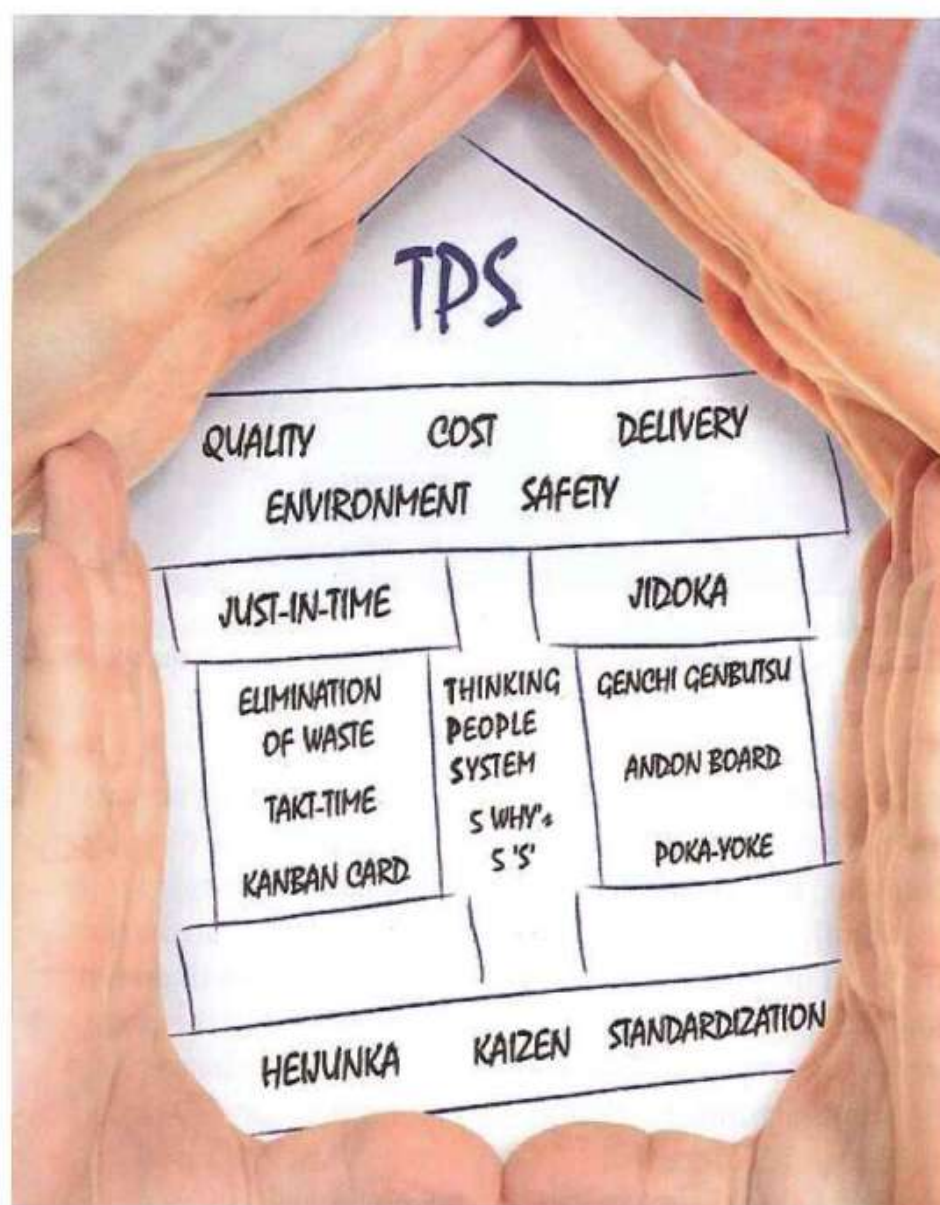 TPS
QUALITY COST DELIVERY
ENVIRONMENT SAFETY
JUST-IN-TIME
JIDOKA
ELIMINATION
OF WASTE
TAKT-TIME
KANBAN CARD
THINKING
PEOPLE
SYSTEM
5 WHY's
5 'S'
GENCHI GENBUTSU
ANDON BOARD
POKA-YOKE
HEIJUNKA KAIZEN STANDARDIZATION